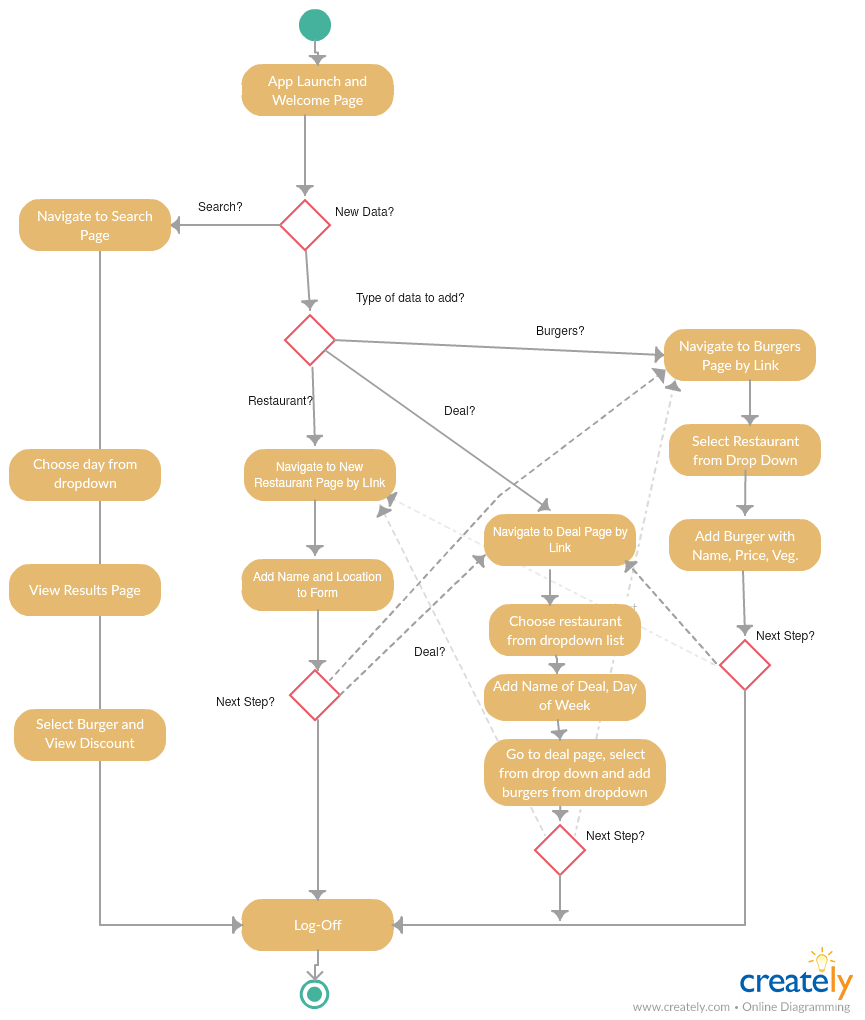 App Launch and
Welcome Page
Search?
New Data?
Navigate to Search
Page
Type of data to add?
Burgers?
Navigate to Burgers
Page by Link
Restaurant?
Deal?
Select Restaurant
from Drop Down
Choose day from
dropdown
Navigate to New
Restaurant Page by LInk
Navigate to Deal Page by
Link
Add Burger with
Name, Price, Veg.
View Results Page
Add Name and Location
to Form
Choose restaurant
from dropdown list
Next Step?
Deal?
Add Name of Deal, Day
of Week
Next Step?
Select Burger and
View Discount
Go to deal page, select
from drop down and add
burgers from dropdown
Next Step?
Log-Off
creately
www.creately.com • Online Diagramming